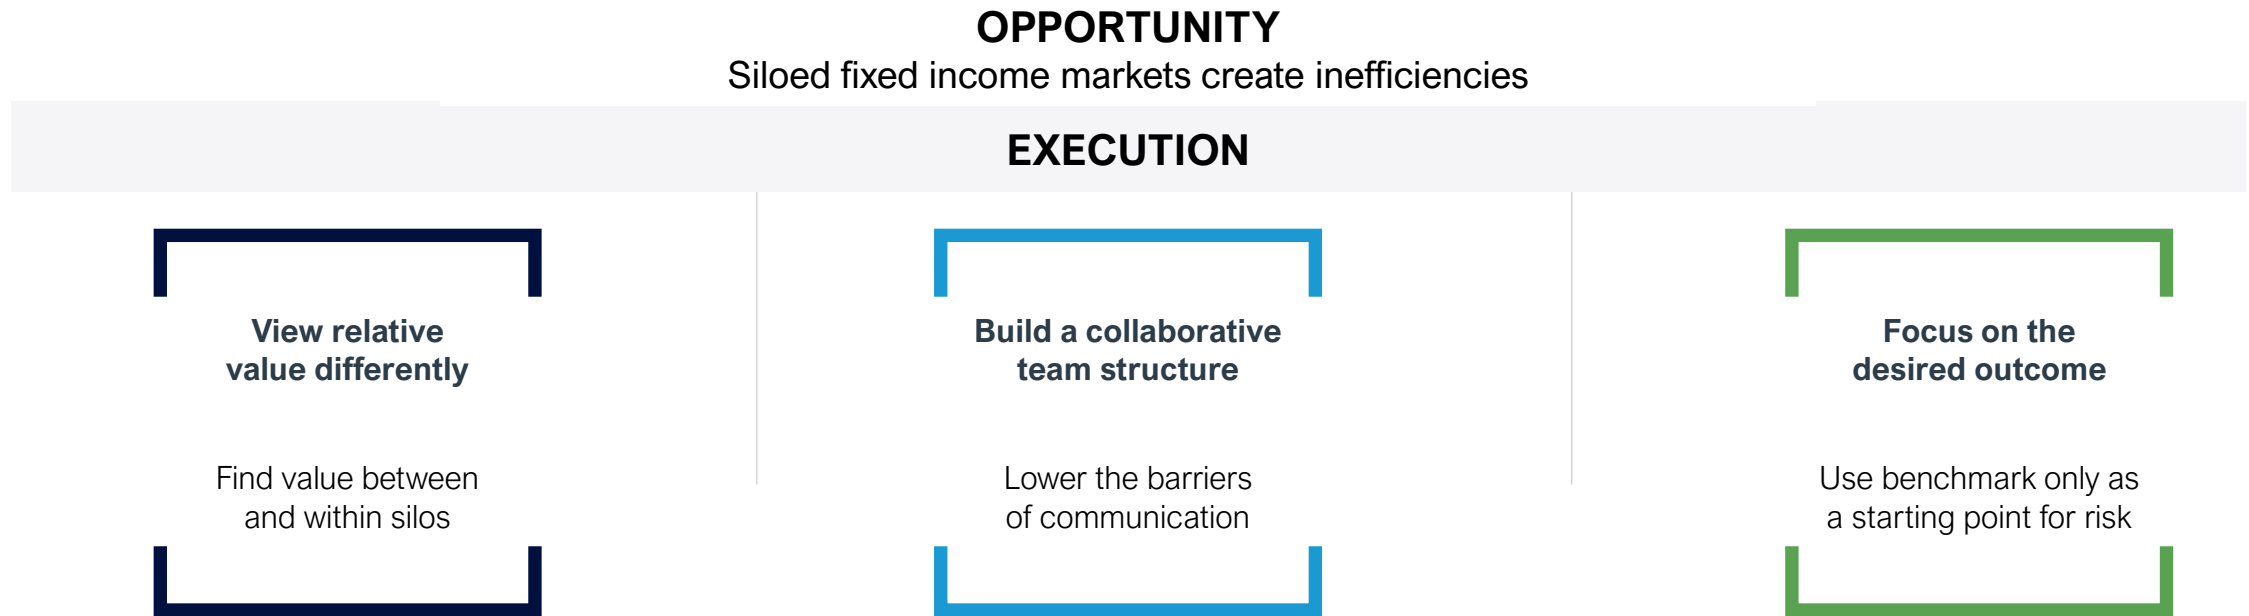 OPPORTUNITY
Siloed fixed income markets create inefficiencies
EXECUTION
View relative
value differently
Find value between
and within silos
Build a collaborative
team structure
Lower the barriers
of communication
Focus on the
desired outcome
Use benchmark only as
a starting point for risk